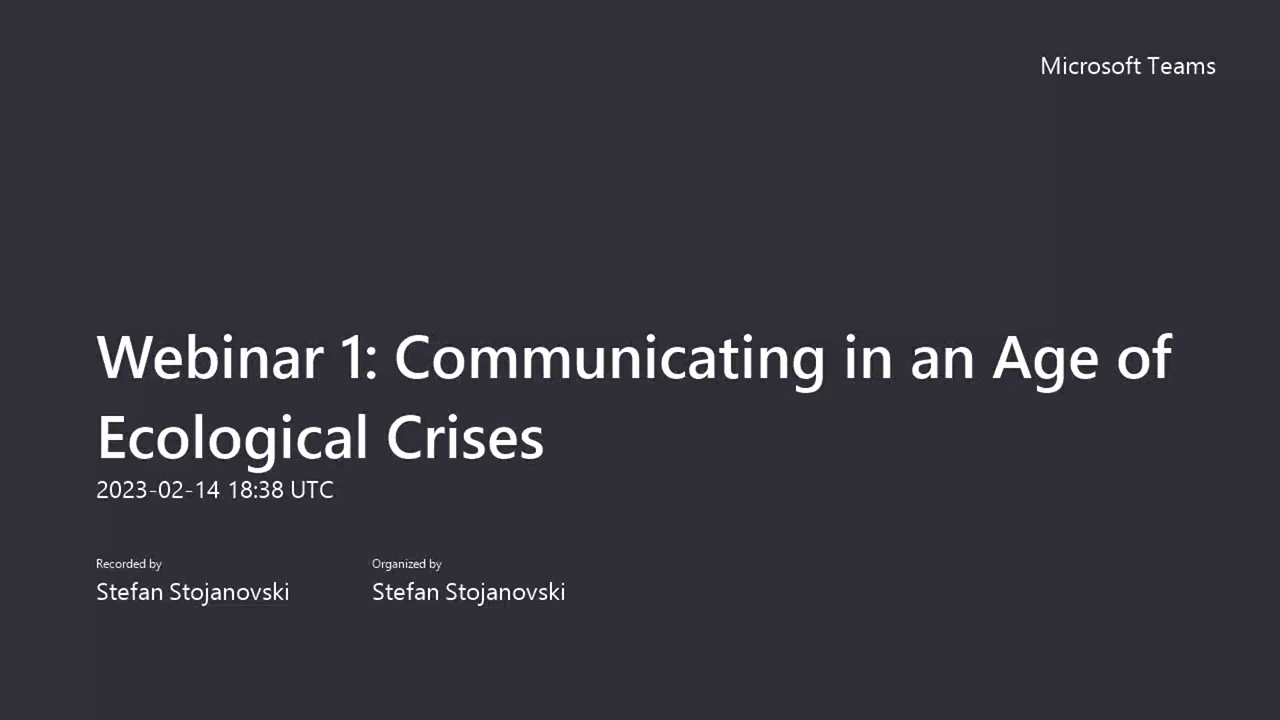 Microsoft Teams
Webinar 1: Communicating in an Age of
Ecological Crises
2023-02-14 18:38 UTC
Recorded by
Stefan Stojanovski
Organized by
Stefan Stojanovski